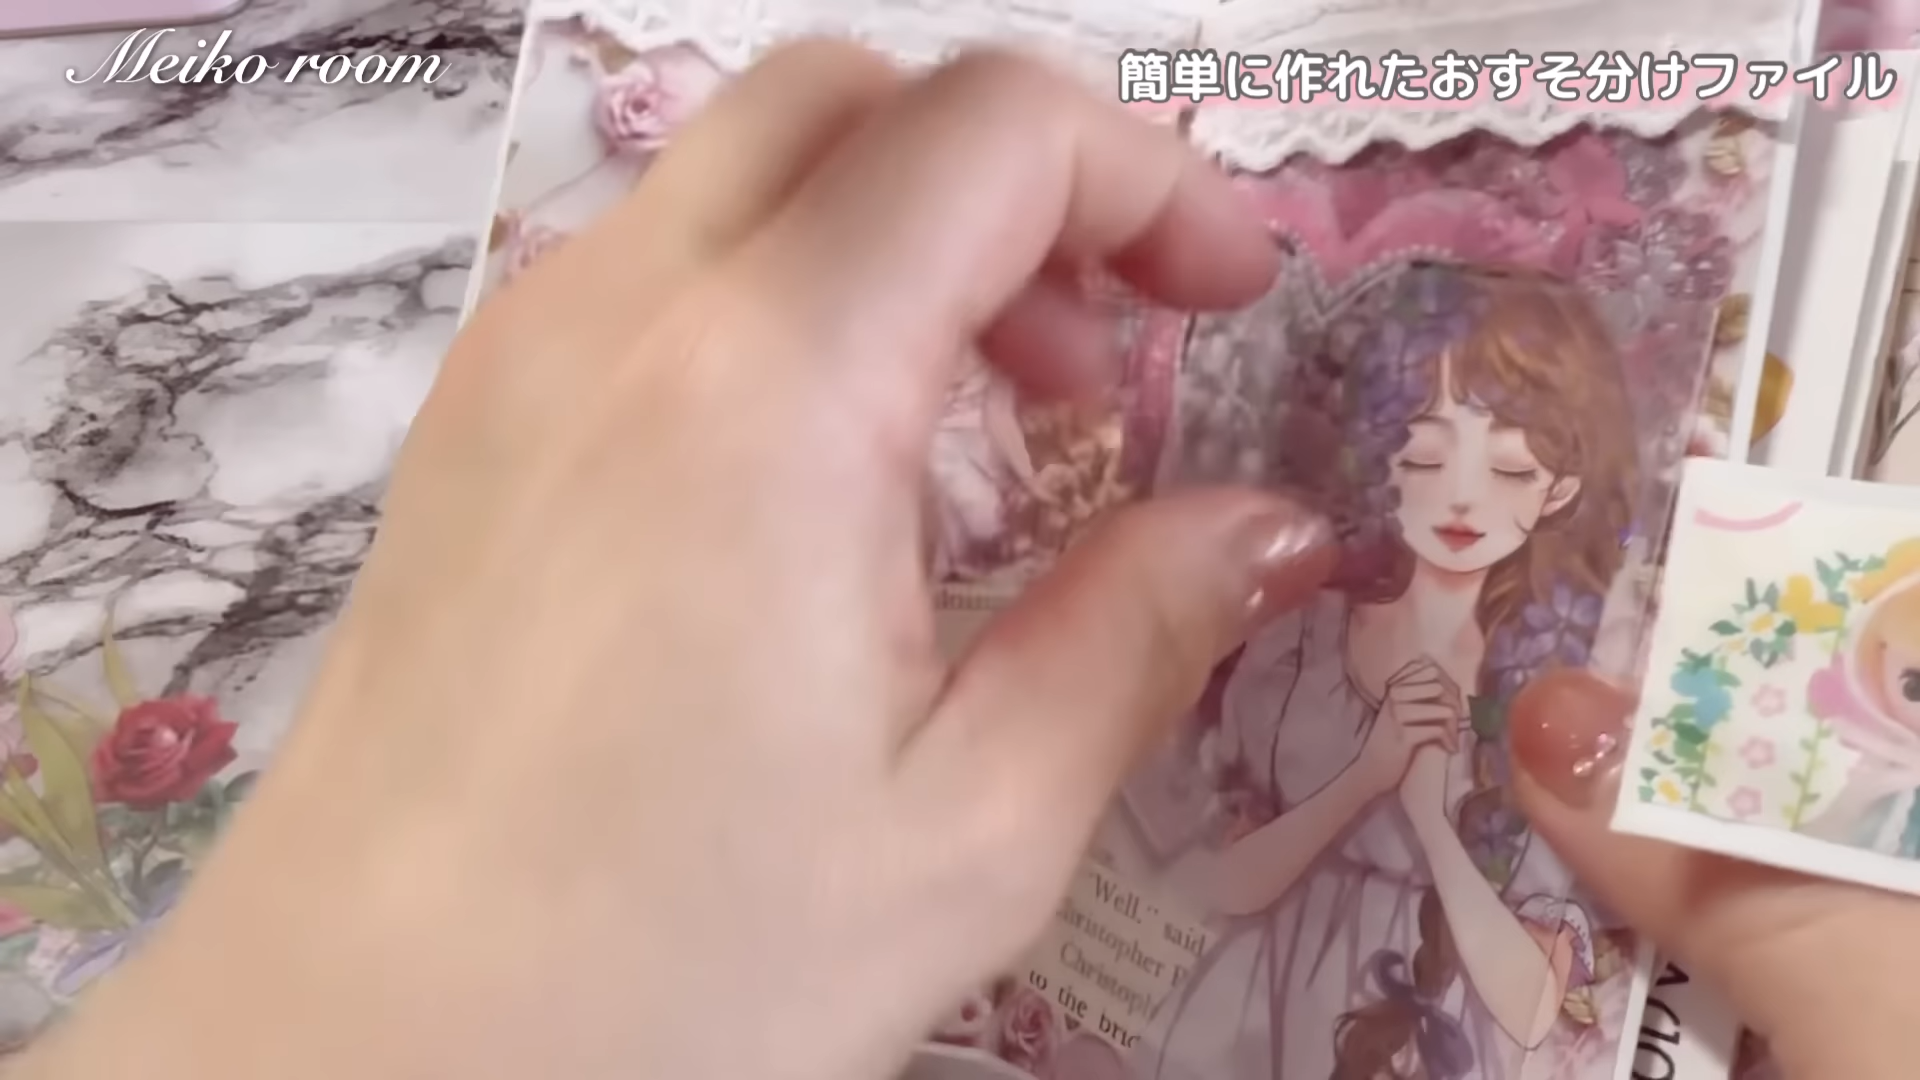 Meiko room
簡単に作れたおすそ分けファイル
"Well," said
Christopher
to the